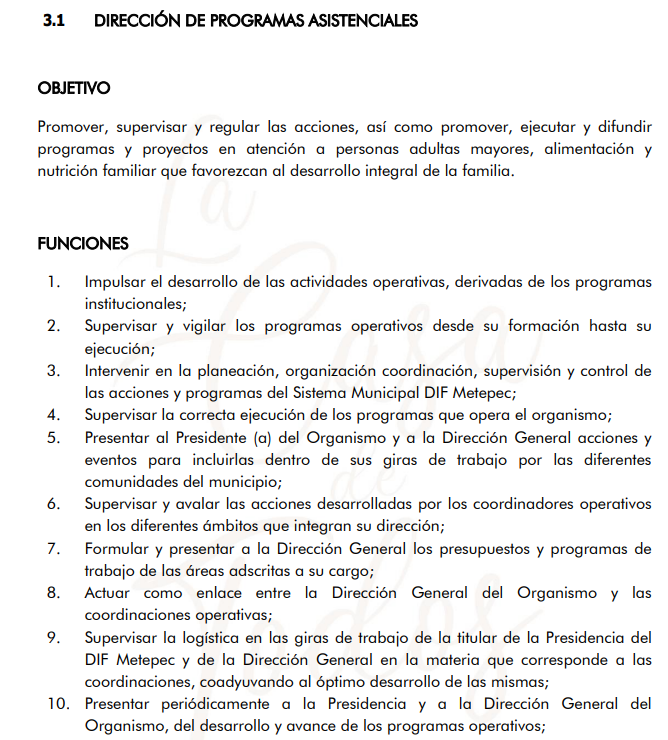 3.1 DIRECCIÓN DE PROGRAMAS ASISTENCIALES
OBJETIVO
Promover, supervisar y regular las acciones, así como promover, ejecutar y difundir
programas y proyectos en atención a personas adultas mayores, alimentación y
nutrición familiar que favorezcan al desarrollo integral de la familia.
FUNCIONES
1. Impulsar el desarrollo de las actividades operativas, derivadas de los programas
institucionales;
2. Supervisar y vigilar los programas operativos desde su formación hasta su
ejecución;
3. Intervenir en la planeación, organización coordinación, supervisión y control de
las acciones y programas del Sistema Municipal DIF Metepec;
4. Supervisar la correcta ejecución de los programas que opera el organismo;
5. Presentar al Presidente (a) del Organismo y a la Dirección General acciones y
eventos para incluirlas dentro de sus giras de trabajo por las diferentes
comunidades del municipio;
6. Supervisar y avalar las acciones desarrolladas por los coordinadores operativos
en los diferentes ámbitos que integran su dirección;
7. Formular y presentar a la Dirección General los presupuestos y programas de
trabajo de las áreas adscritas a su cargo;
8. Actuar como enlace entre la Dirección General del Organismo y las
coordinaciones operativas;
9. Supervisar la logística en las giras de trabajo de la titular de la Presidencia del
DIF Metepec y de la Dirección General en la materia que corresponde a las
coordinaciones, coadyuvando al óptimo desarrollo de las mismas;
10. Presentar periódicamente a la Presidencia y a la Dirección General del
Organismo, del desarrollo y avance de los programas operativos;
La
Casa
de
Todos